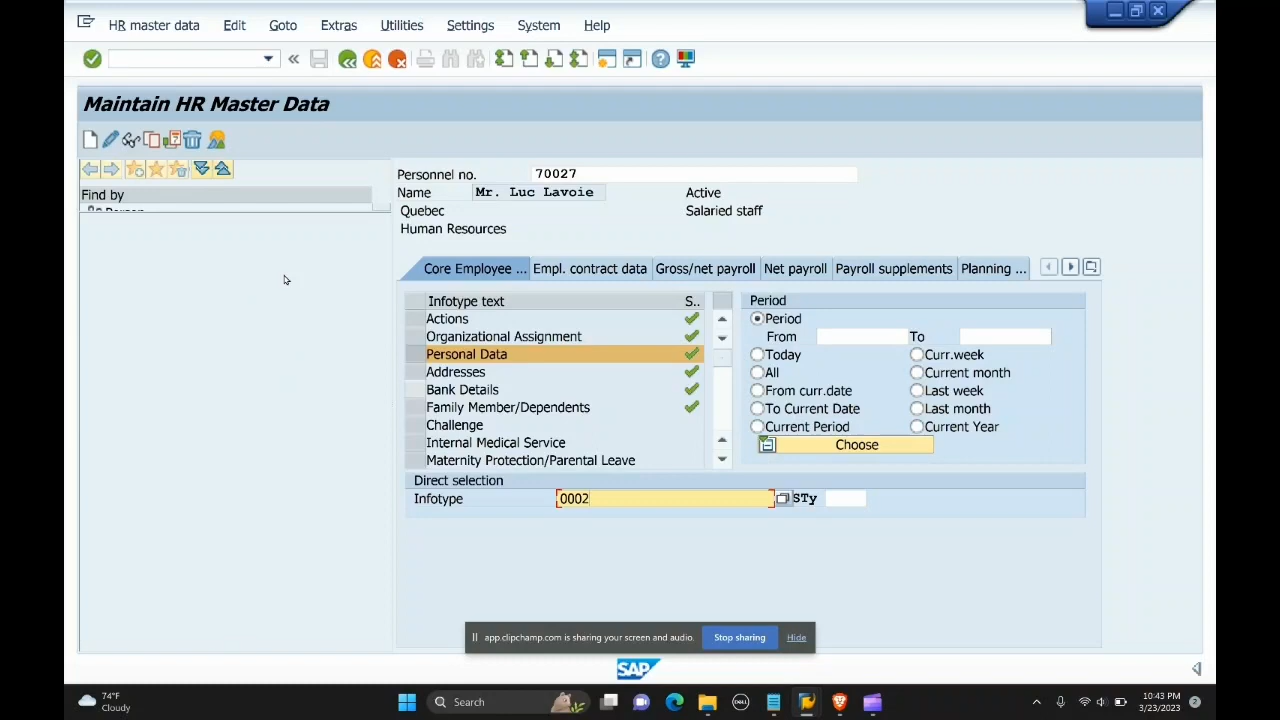 HR master data Edit Goto Extras Utilities Settings System Help
Maintain HR Master Data
Find by
Person
Personnel no. 70027
Name Mr. Luc Lavoie Active
Quebec Salaried staff
Human Resources
Core Employee ... Empl. contract data Gross/net payroll Net payroll Payroll supplements Planning ...
Infotype text S..
Actions
Organizational Assignment
Personal Data
Addresses
Bank Details
Family Member/Dependents
Challenge
Internal Medical Service
Maternity Protection/Parental Leave
Period
Period
From To
Today Curr.week
All Current month
From curr.date Last week
To Current Date Last month
Current Period Current Year
Choose
Direct selection
Infotype 0002 STy
app.clipchamp.com is sharing your screen and audio. Stop sharing Hide
SAP
74°F
Cloudy
Search
DELL
10:43 PM
3/23/2023
2